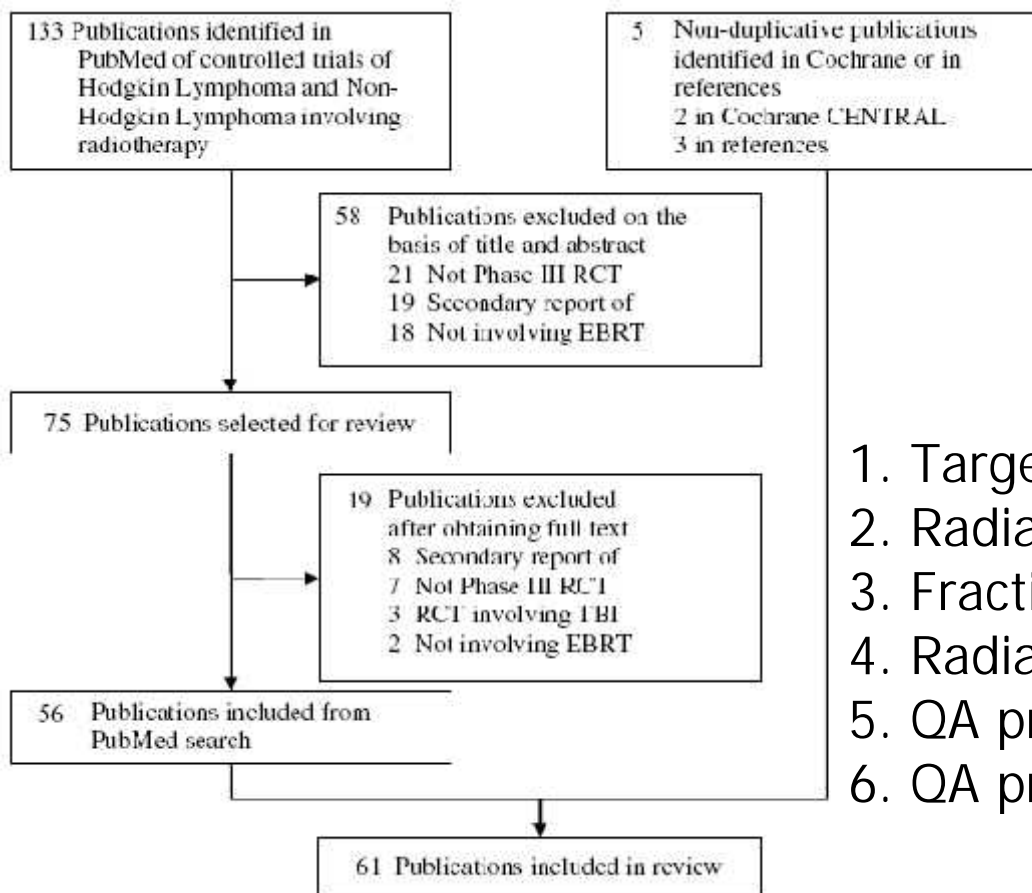 133 Publications identified in
PubMed of controlled trials of
Hodgkin Lymphoma and Non-
Hodgkin Lymphoma involving
radiotherapy
5 Non-duplicative publications
identified in Cochrane or in
references
2 in Cochrane CENTRAL
3 in references
58 Publications excluded on the
basis of title and abstract
21 Not Phase III RCT
19 Secondary report of
18 Not involving EBRT
75 Publications selected for review
19 Publications excluded
after obtaining full text
8 Secondary report of
7 Not Phase III RCT
3 RCT involving TBI
2 Not involving EBRT
56 Publications included from
PubMed search
61 Publications included in review
1. Targe
2. Radia
3. Fracti
4. Radia
5. QA pr
6. QA pr